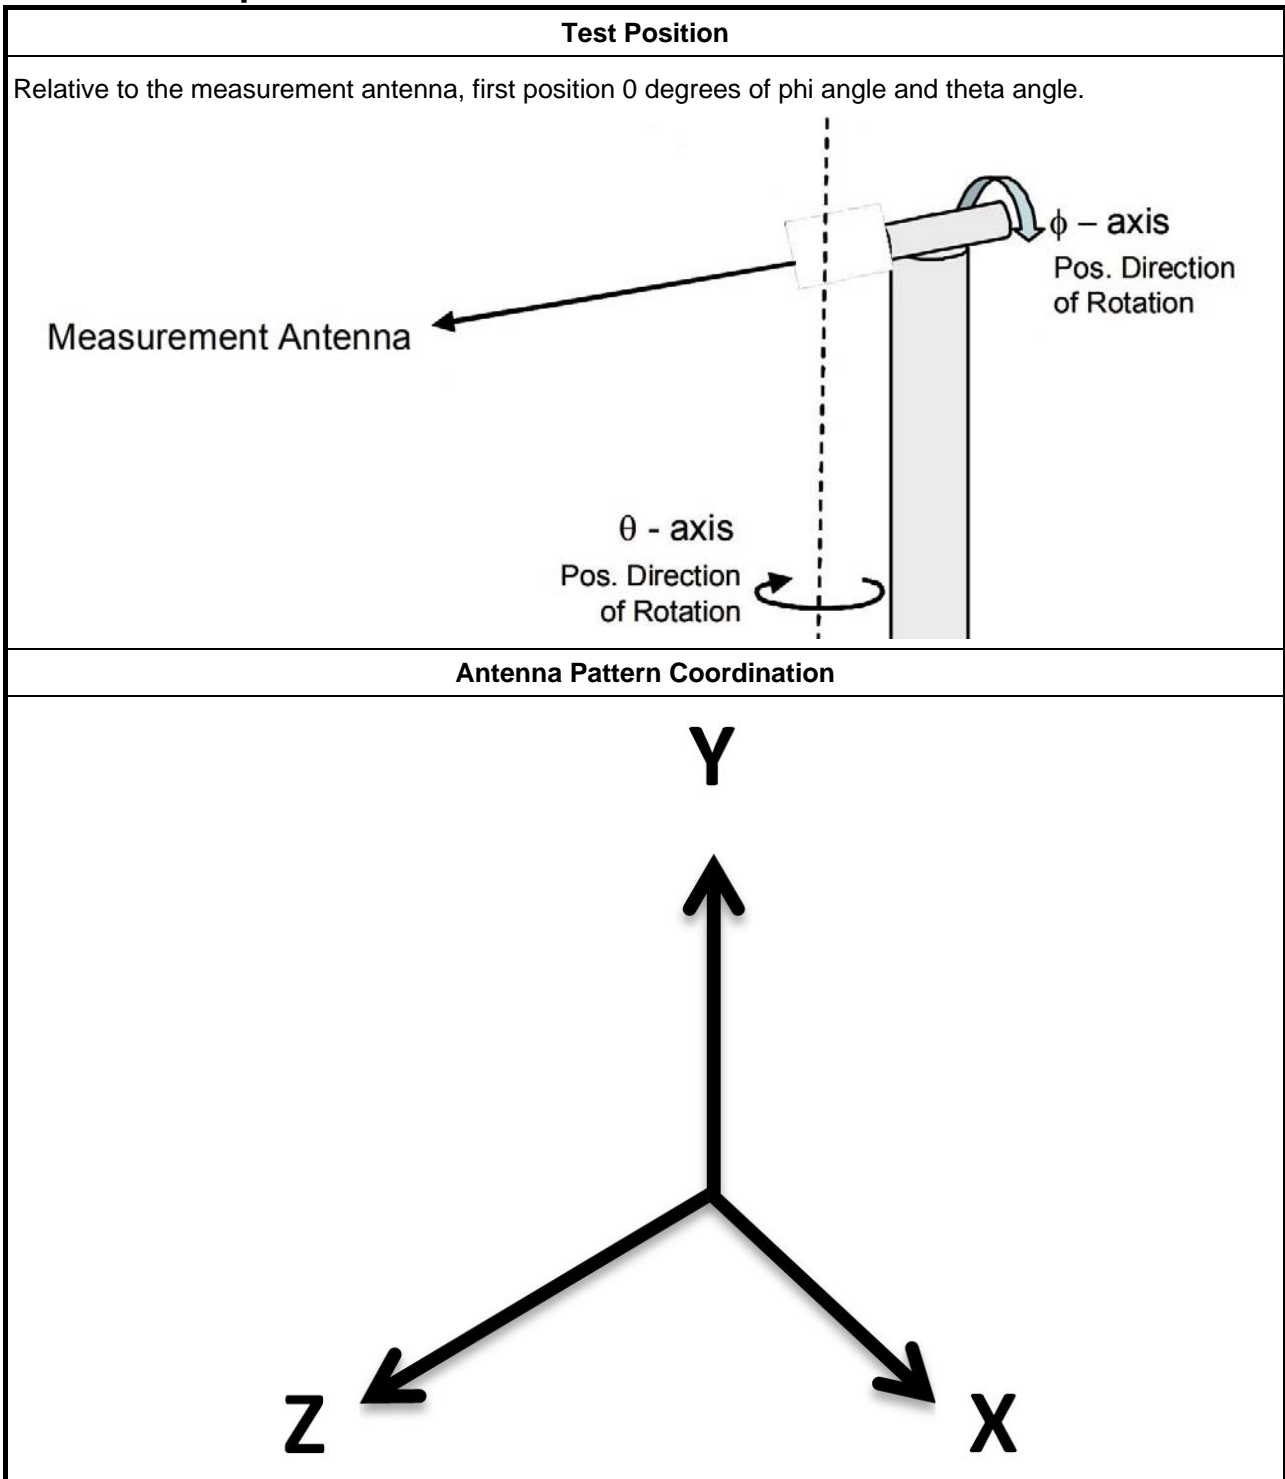 Test Position
Relative to the measurement antenna, first position 0 degrees of phi angle and theta angle.
ϕ – axis
Pos. Direction
of Rotation
Measurement Antenna
θ - axis
Pos. Direction
of Rotation
Antenna Pattern Coordination
Y
Z
X